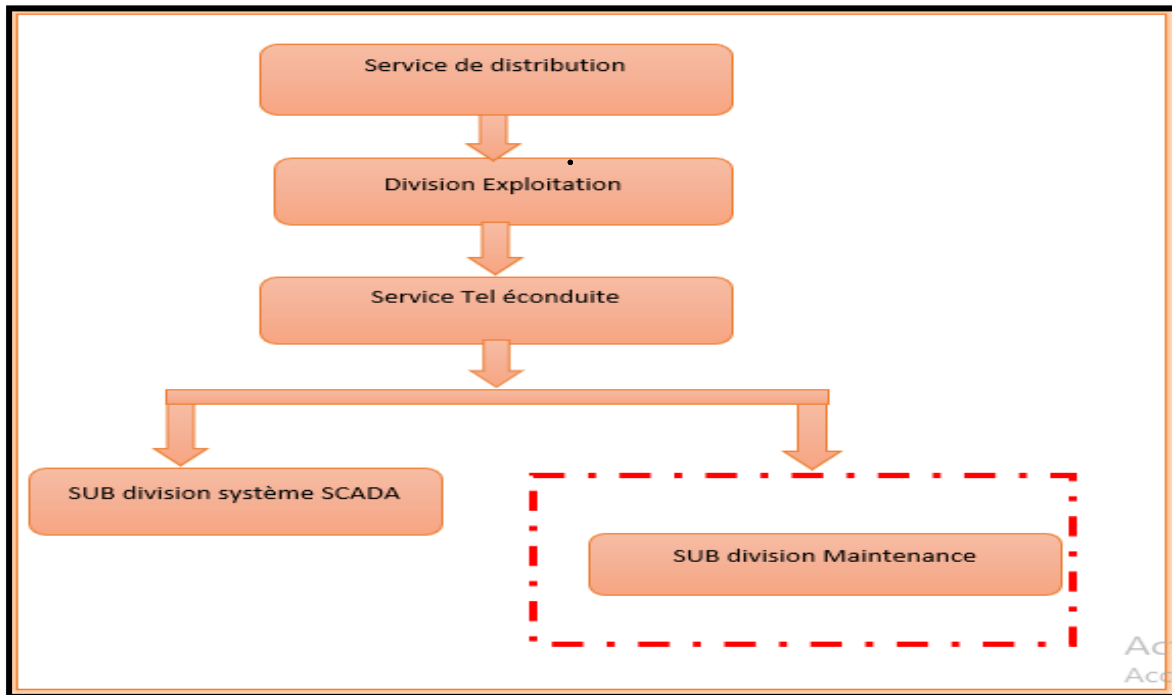 Service de distribution
Division Exploitation
Service Tel éconduite
SUB division système SCADA
SUB division Maintenance